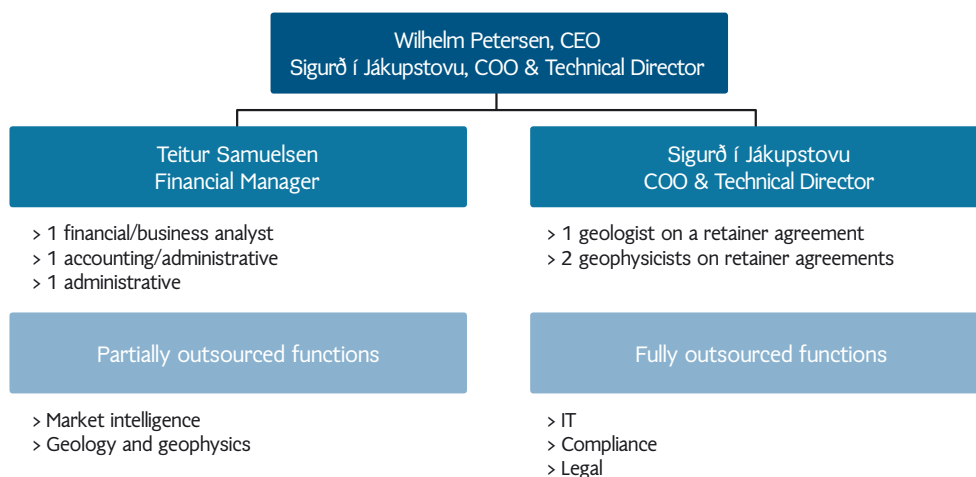 Wilhelm Petersen, CEO
Sigurð í Jákupstovu, COO & Technical Director
Teitur Samuelsen
Financial Manager
> 1 financial/business analyst
> 1 accounting/administrative
> 1 administrative
Sigurð í Jákupstovu
COO & Technical Director
> 1 geologist on a retainer agreement
> 2 geophysicists on retainer agreements
Partially outsourced functions
> Market intelligence
> Geology and geophysics
Fully outsourced functions
> IT
> Compliance
> Legal